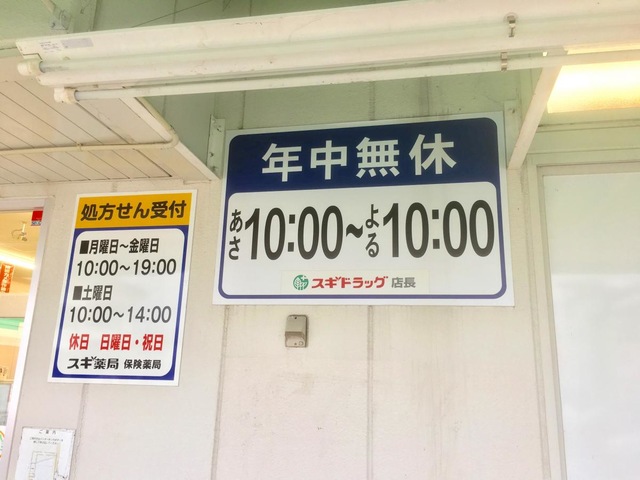 年中無休
あさ10:00~よる10:00
スギドラッグ 店長
処方せん受付
■月曜日~金曜日
10:00~19:00
■土曜日
10:00~14:00
休日 日曜日・祝日
スギ薬局 保険薬局
ご案内